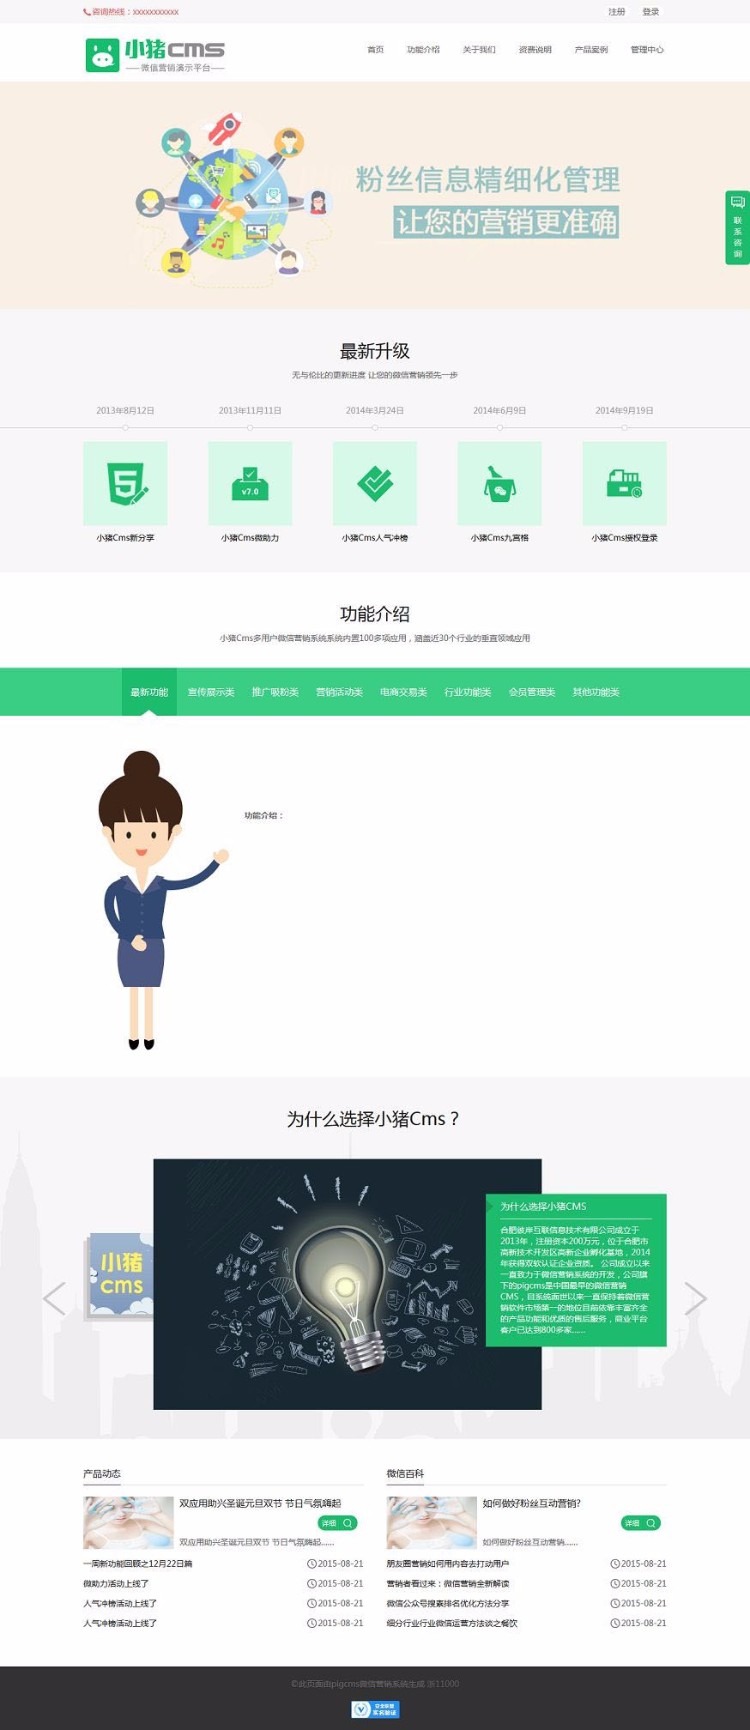 咨询热线：xxxxxxxxxxx
注册 登录
小猪CMS
微信营销演示平台
首页 功能介绍 关于我们 资费说明 产品案例 管理中心
粉丝信息精细化管理
让您的营销更准确
联系咨询
最新升级
无与伦比的更新进度 让您的微信营销领先一步
2013年8月12日 2013年11月11日 2014年3月24日 2014年6月9日 2014年9月19日
v7.0
小猪Cms新分享 小猪Cms微助力 小猪Cms人气冲榜 小猪Cms九宫格 小猪Cms授权登录
功能介绍
小猪Cms多用户微信营销系统系统内置100多项应用，涵盖近30个行业的垂直领域应用
最新功能 宣传展示类 推广吸粉类 营销活动类 电商交易类 行业功能类 会员管理类 其他功能类
功能介绍：
为什么选择小猪Cms？
小猪
cms
为什么选择小猪CMS
合肥彼岸互联信息技术有限公司成立于
2013年，注册资本200万元，位于合肥市
高新技术开发区高新企业孵化基地，2014
年获得双软认证企业资质。 公司成立以来
一直致力于微信营销系统的开发，公司旗
下的pigcms是中国最早的微信营销
CMS，且系统面世以来一直保持着微信营
销软件市场第一的地位目前依靠丰富齐全
的产品功能和优质的售后服务，商业平台
客户已达到800多家......
产品动态
双应用助兴圣诞元旦双节 节日气氛嗨起
详细
双应用助兴圣诞元旦双节 节日气氛嗨起......
一周新功能回顾之12月22日篇 2015-08-21
微助力活动上线了 2015-08-21
人气冲榜活动上线了 2015-08-21
人气冲榜活动上线了 2015-08-21
微信百科
如何做好粉丝互动营销?
详细
如何做好粉丝互动营销......
朋友圈营销如何用内容去打动用户 2015-08-21
营销者看过来：微信营销全新解读 2015-08-21
微信公众号搜素排名优化方法分享 2015-08-21
细分行业行业微信运营方法谈之餐饮 2015-08-21
©此页面由pigcms微信营销系统生成 浙11000
安全联盟
实名验证